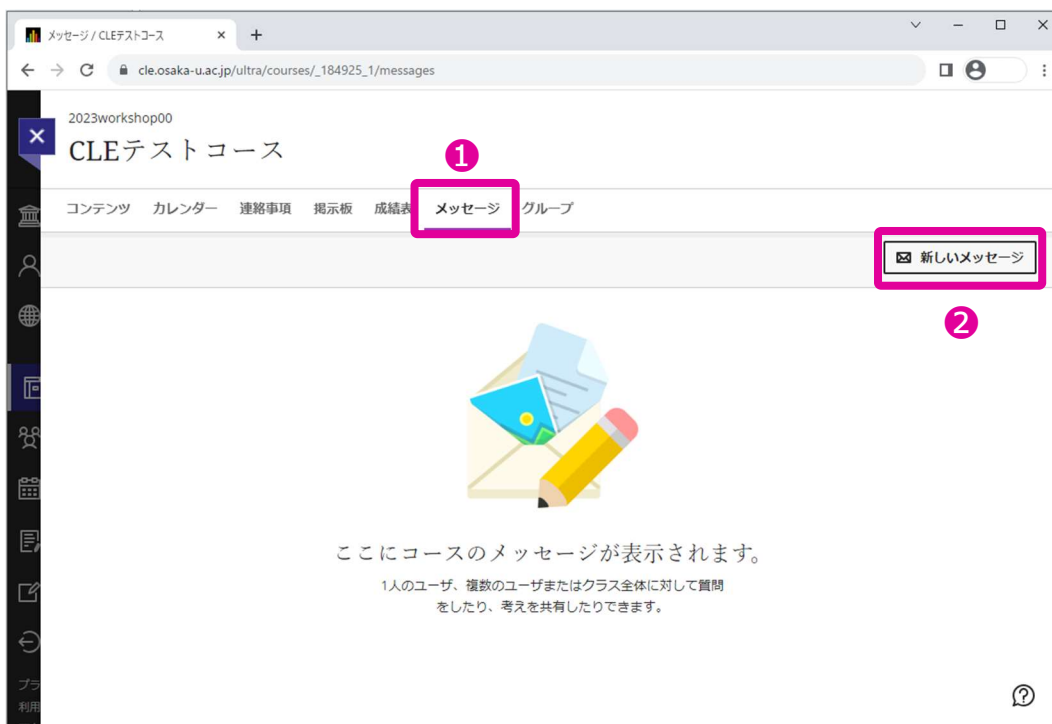 メッセージ / CLEテストコース
cle.osaka-u.ac.jp/ultra/courses/_184925_1/messages
2023workshop00
CLEテストコース
❶
コンテンツ カレンダー 連絡事項 掲示板 成績表 メッセージ グループ
新しいメッセージ
❷
ここにコースのメッセージが表示されます。
1人のユーザ、複数のユーザまたはクラス全体に対して質問
をしたり、考えを共有したりできます。
プラ
利用